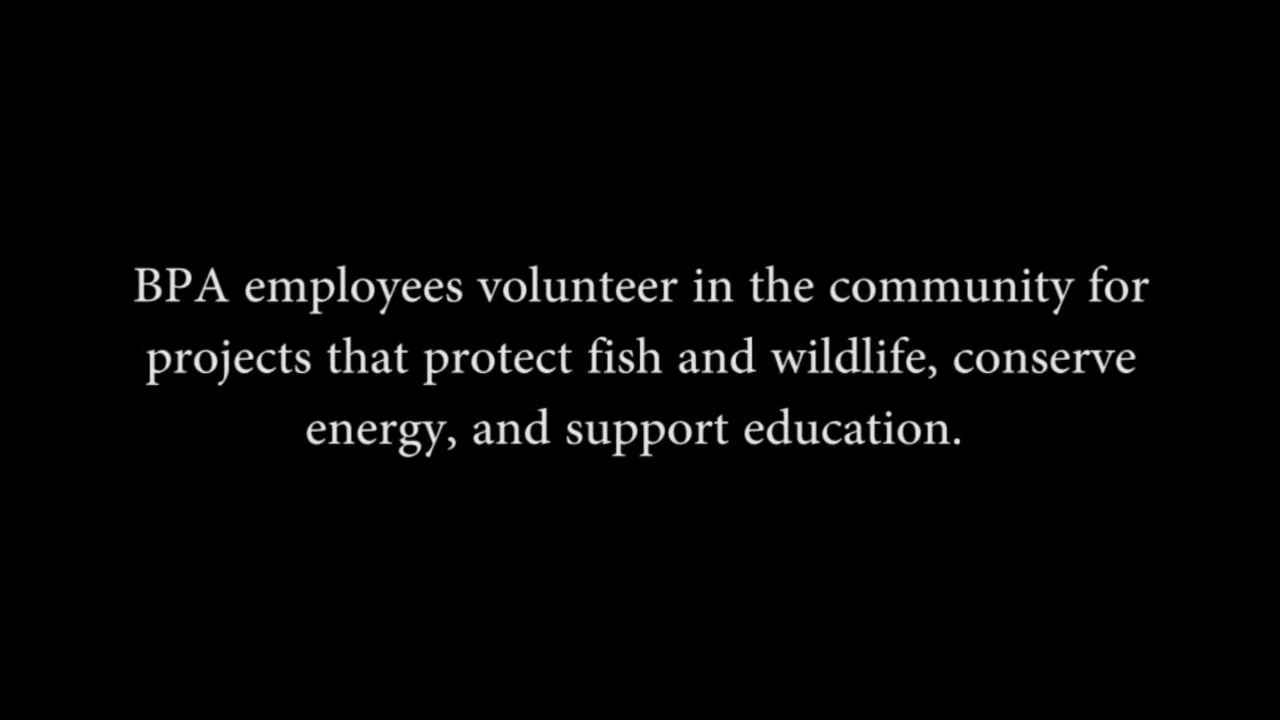 BPA employees volunteer in the community for
projects that protect fish and wildlife, conserve
energy, and support education.